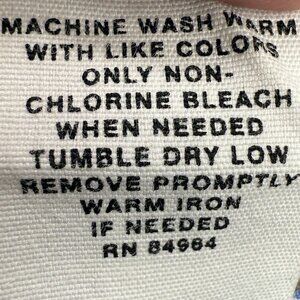 MACHINE WASH WARM
WITH LIKE COLORS
ONLY NON-
CHLORINE BLEACH
WHEN NEEDED
TUMBLE DRY LOW
REMOVE PROMPTLY
WARM IRON
IF NEEDED
RN 84664